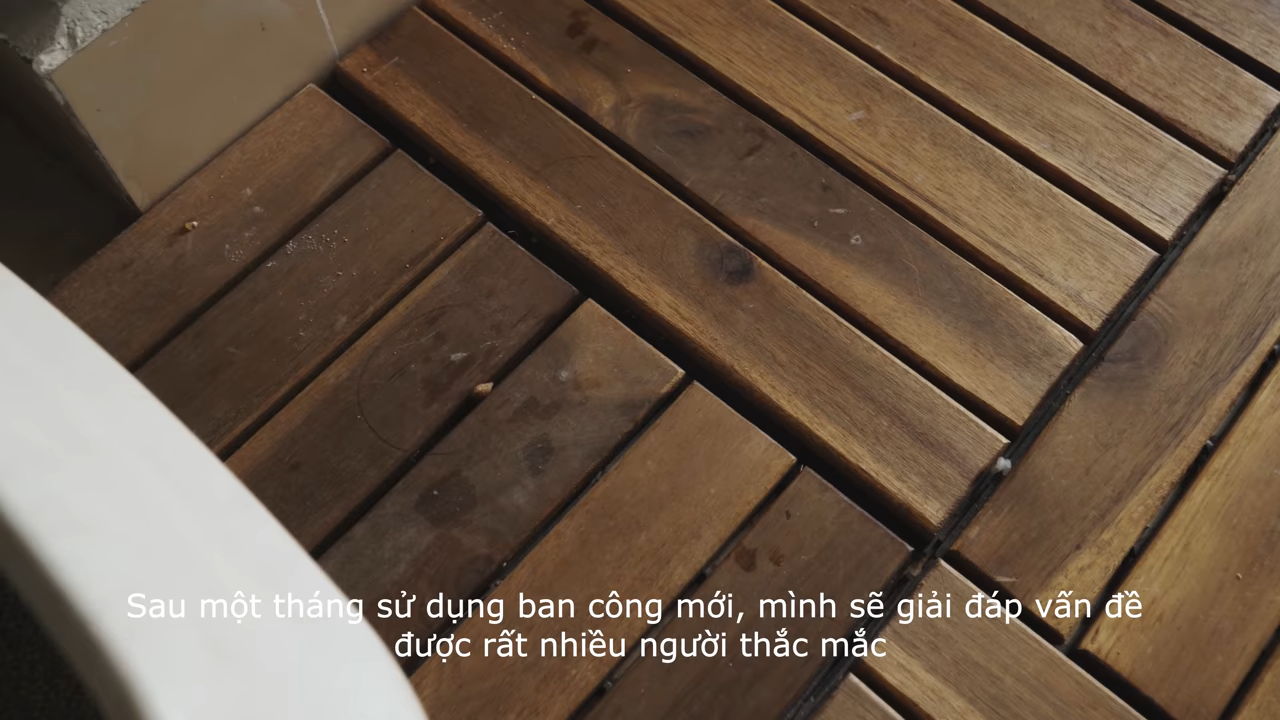 Sau một tháng sử dụng ban công mới, mình sẽ giải đáp vấn đề
được rất nhiều người thắc mắc